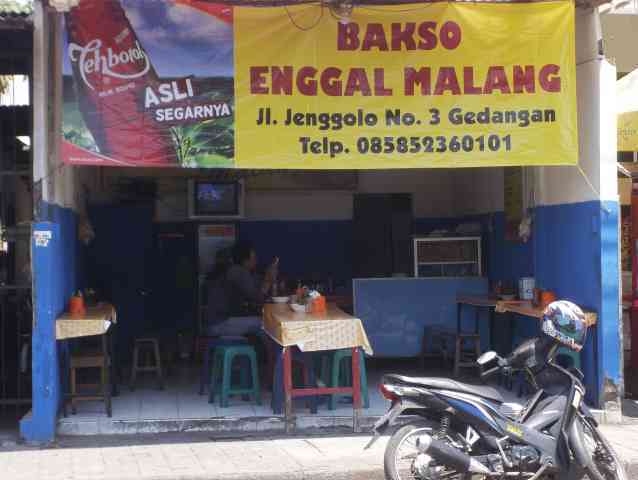 Tehbotol
ASLI
SEGARNYA
BAKSO
ENGGAL MALANG
Jl. Jenggolo No. 3 Gedangan
Telp. 085852360101